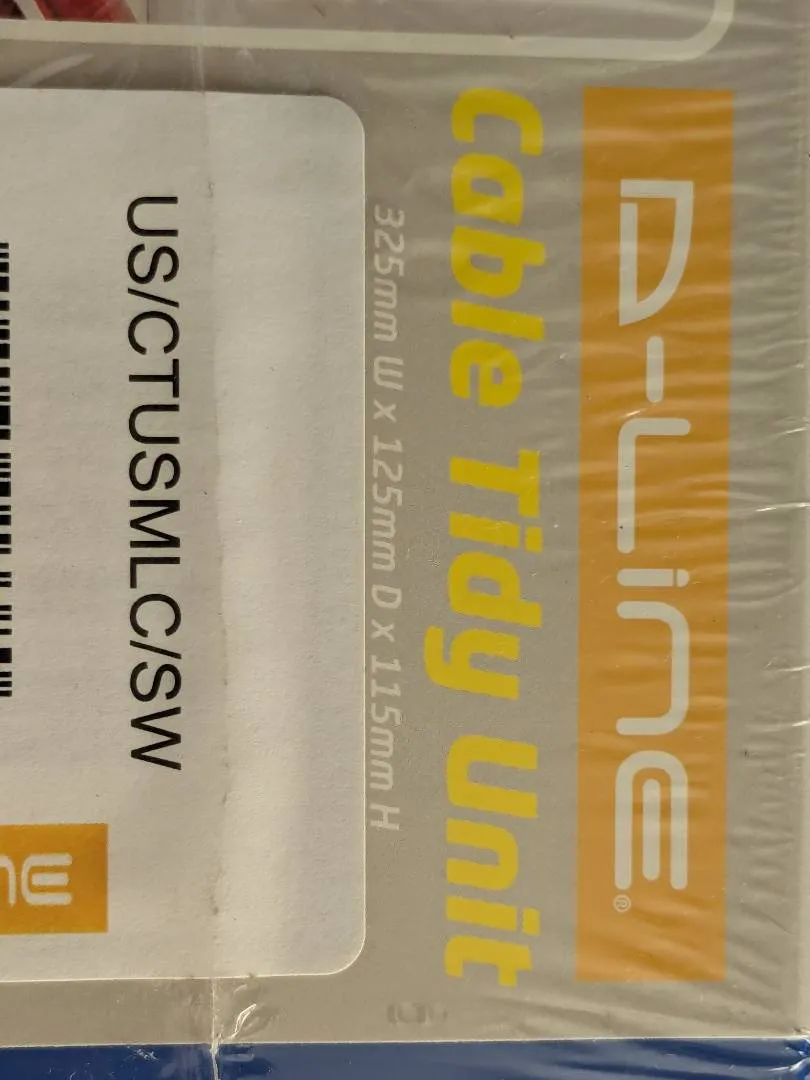 D-LINE®
Cable Tidy Unit
325mm W x 125mm D x 115mm H
US/CTUSMLC/SW